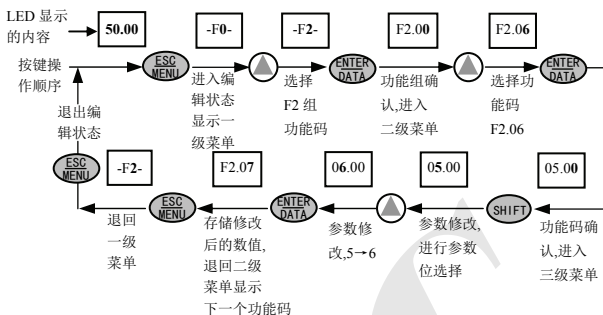 LED 显示
的内容
50.00
-F0-
-F2-
F2.00
F2.06
按键操
作顺序
ESC
MENU
ENTER
DATA
ENTER
DATA
进入编
辑状态
显示一
级菜单
选择
F2 组
功能码
功能组确
认,进入
二级菜单
选择功
能码
F2.06
退出编
辑状态
ESC
MENU
-F2-
F2.07
06.00
05.00
05.00
ESC
MENU
ENTER
DATA
SHIFT
退回
一级
菜单
存储修改
后的数值,
退回二级
菜单显示
下一个功能码
参数修
改,5→6
参数修改,
进行参数
位选择
功能码确
认,进入
三级菜单